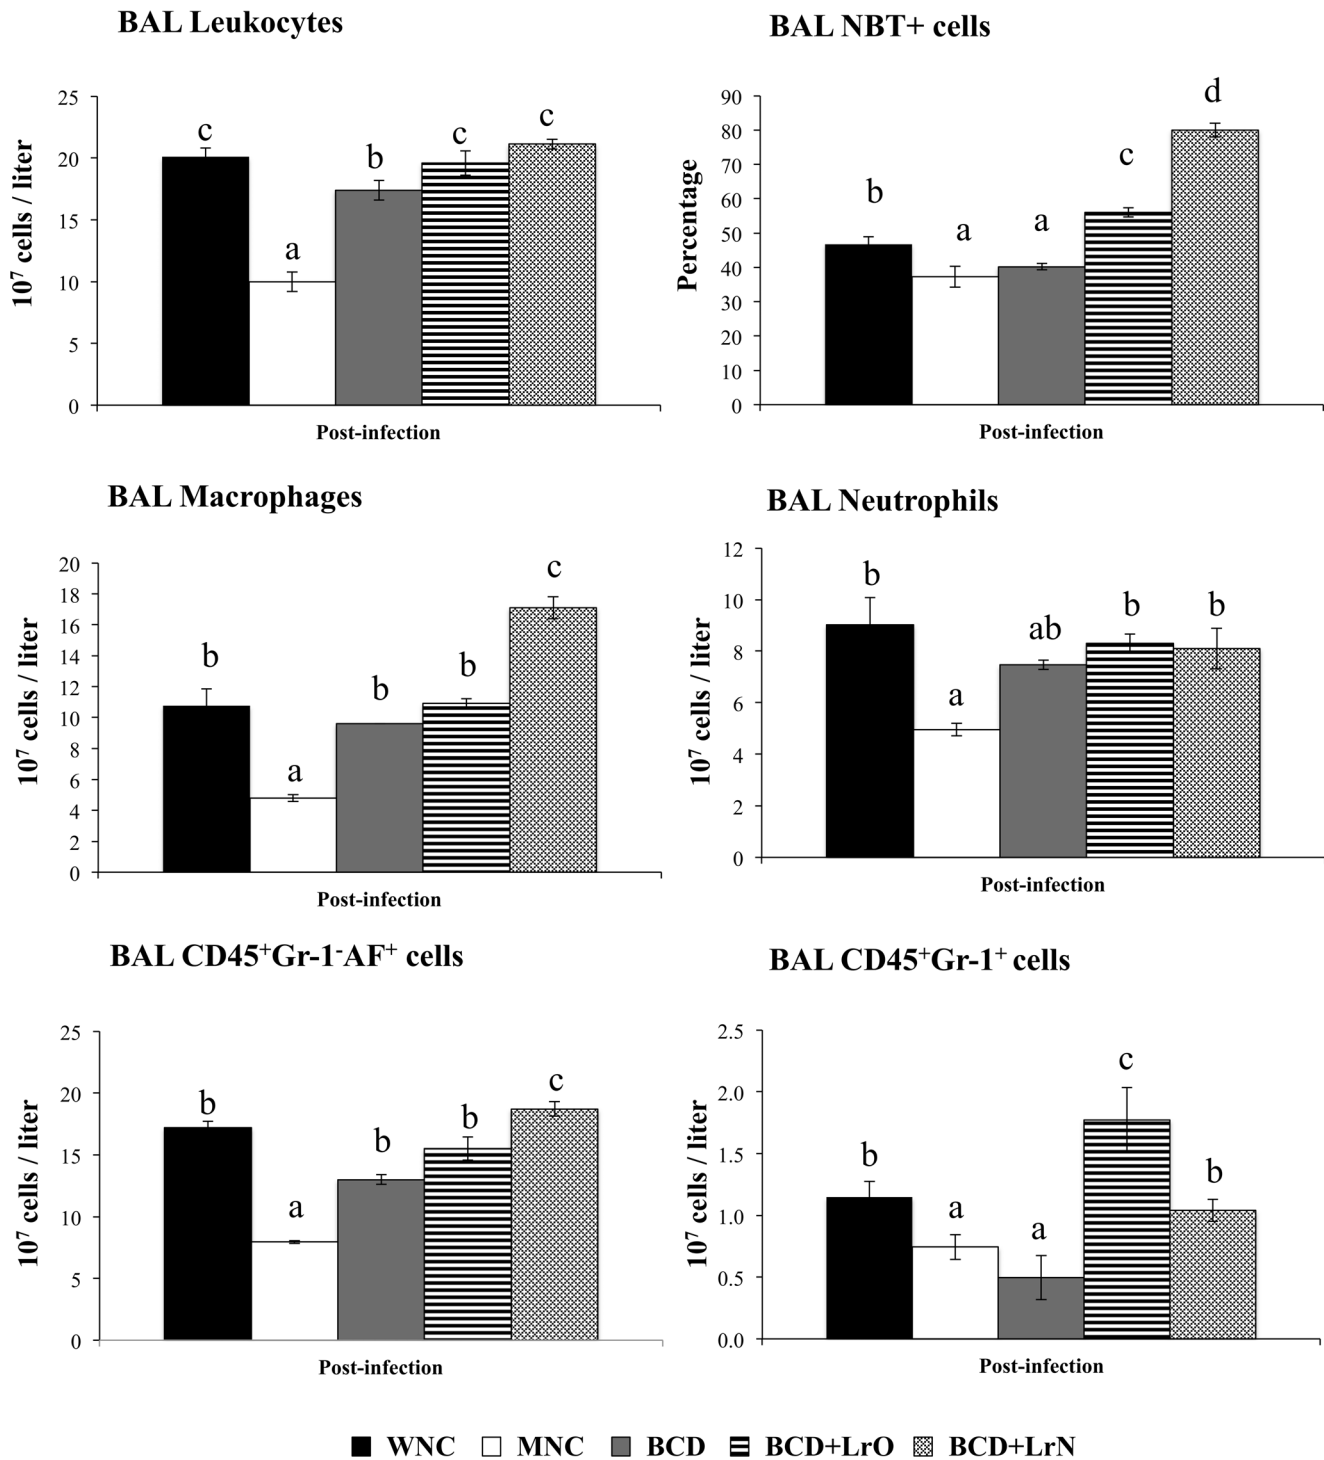 BAL Leukocytes
10⁷ cells / liter
25
20
15
10
5
0
c
a
b
c
c
Post-infection
BAL NBT+ cells
Percentage
90
80
70
60
50
40
30
20
10
0
b
a
a
c
d
Post-infection
BAL Macrophages
10⁷ cells / liter
20
18
16
14
12
10
8
6
4
2
0
b
a
b
b
c
Post-infection
BAL Neutrophils
10⁷ cells / liter
12
10
8
6
4
2
0
b
a
ab
b
b
Post-infection
BAL CD45⁺Gr-1⁻AF⁺ cells
10⁷ cells / liter
25
20
15
10
5
0
b
a
b
b
c
Post-infection
BAL CD45⁺Gr-1⁺ cells
10⁷ cells / liter
2.5
2.0
1.5
1.0
0.5
0.0
b
a
a
c
b
Post-infection
WNC MNC BCD BCD+LrO BCD+LrN